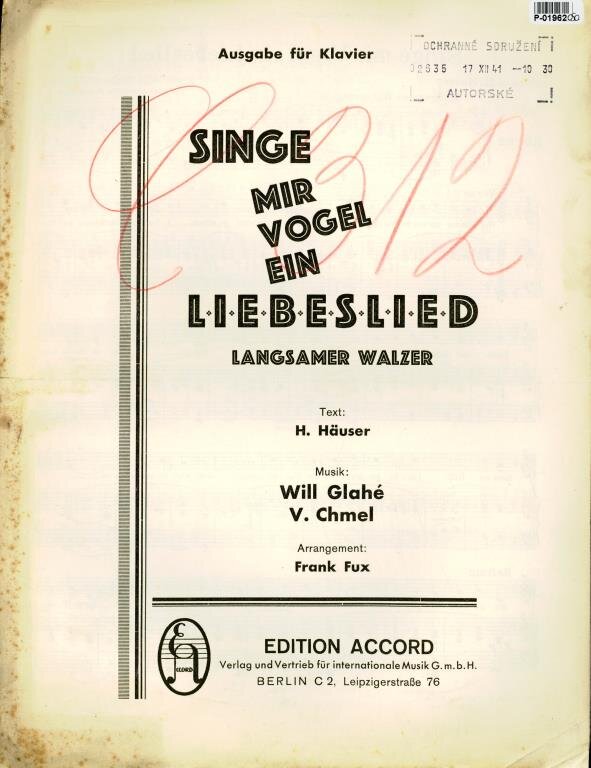 P-01962
Ausgabe für Klavier
OCHRANNÉ SDRUŽENÍ
02635 17 XII 41 --10 30
AUTORSKÉ
C 312
SINGE
MIR
VOGEL
EIN
L·I·E·B·E·S·L·I·E·D
LANGSAMER WALZER
Text:
H. Häuser
Musik:
Will Glahé
V. Chmel
Arrangement:
Frank Fux
ACCORD
EDITION ACCORD
Verlag und Vertrieb für internationale Musik G.m.b.H.
BERLIN C 2, Leipzigerstraße 76